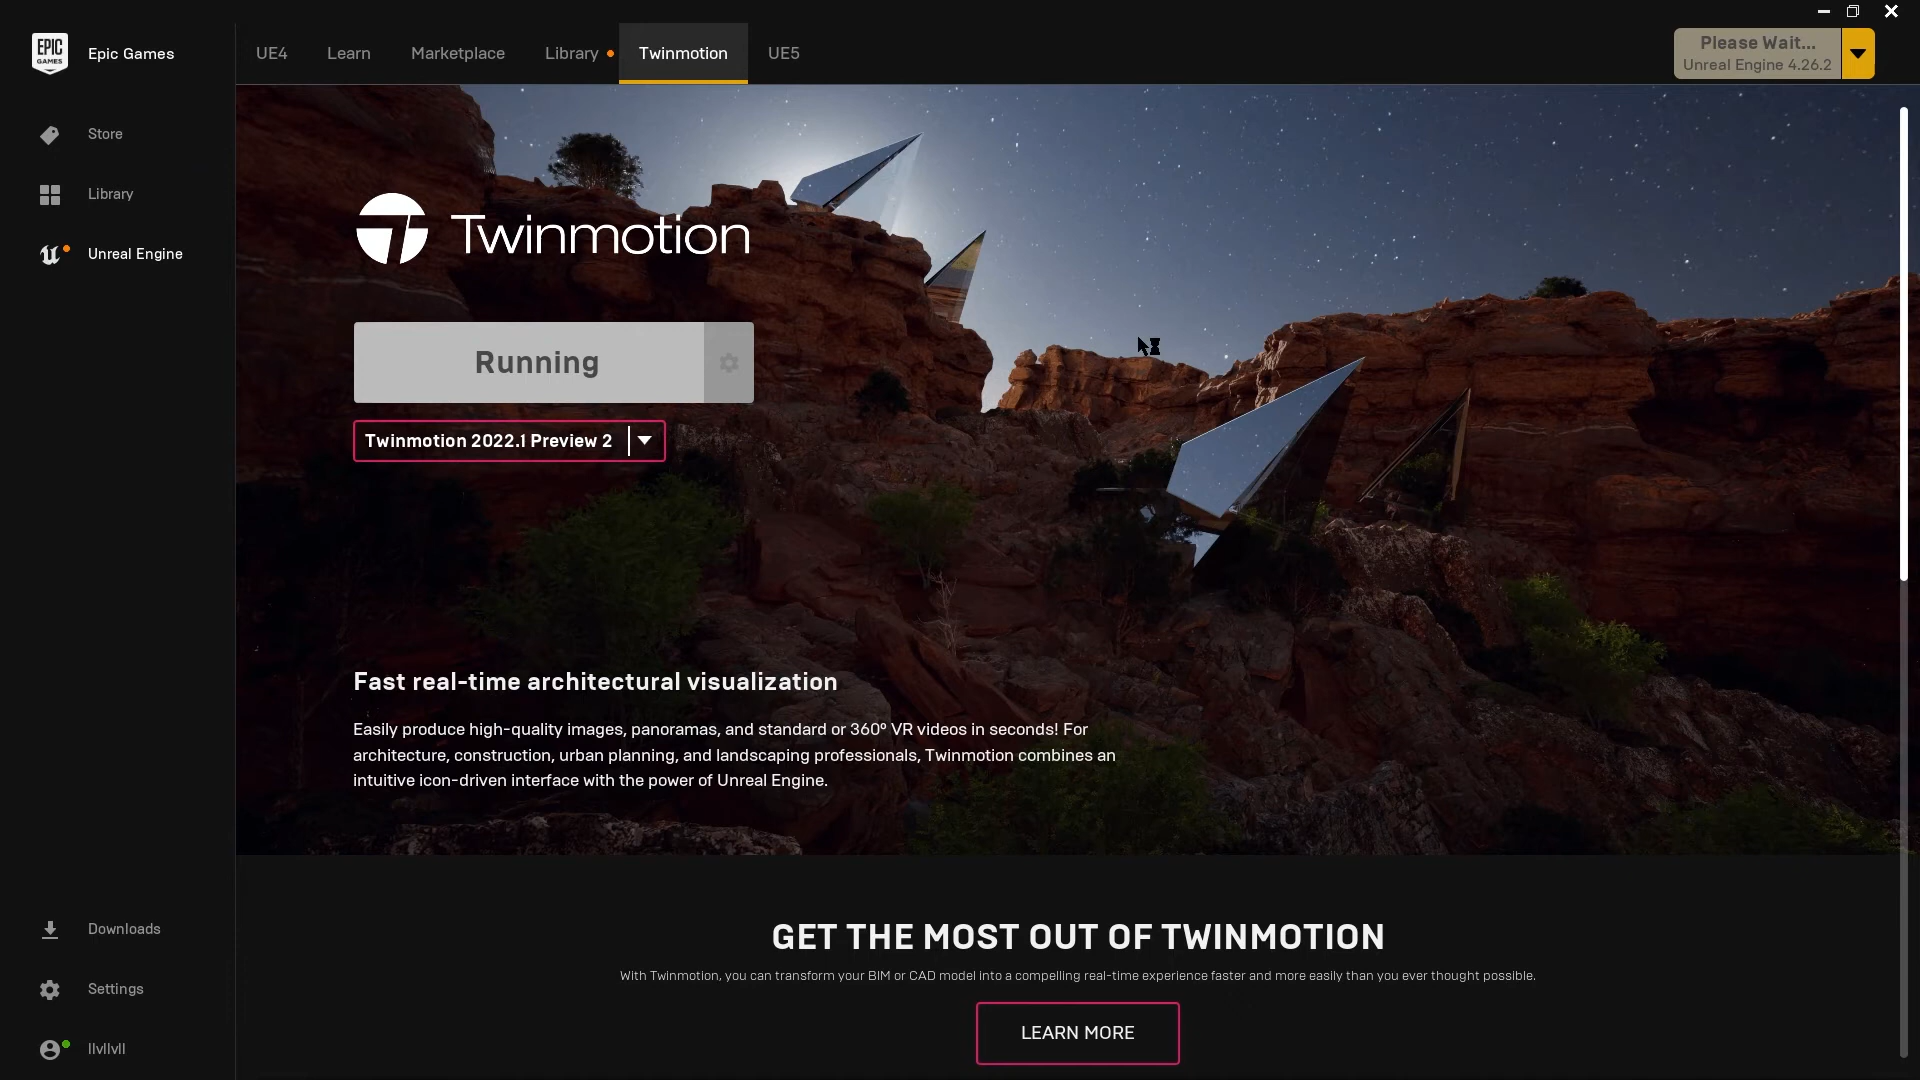 EPIC GAMES
Epic Games
UE4
Learn
Marketplace
Library
Twinmotion
UE5
Please Wait...
Unreal Engine 4.26.2
Store
Library
Unreal Engine
Twinmotion
Running
Twinmotion 2022.1 Preview 2
Fast real-time architectural visualization
Easily produce high-quality images, panoramas, and standard or 360° VR videos in seconds! For
architecture, construction, urban planning, and landscaping professionals, Twinmotion combines an
intuitive icon-driven interface with the power of Unreal Engine.
GET THE MOST OUT OF TWINMOTION
With Twinmotion, you can transform your BIM or CAD model into a compelling real-time experience faster and more easily than you ever thought possible.
LEARN MORE
Downloads
Settings